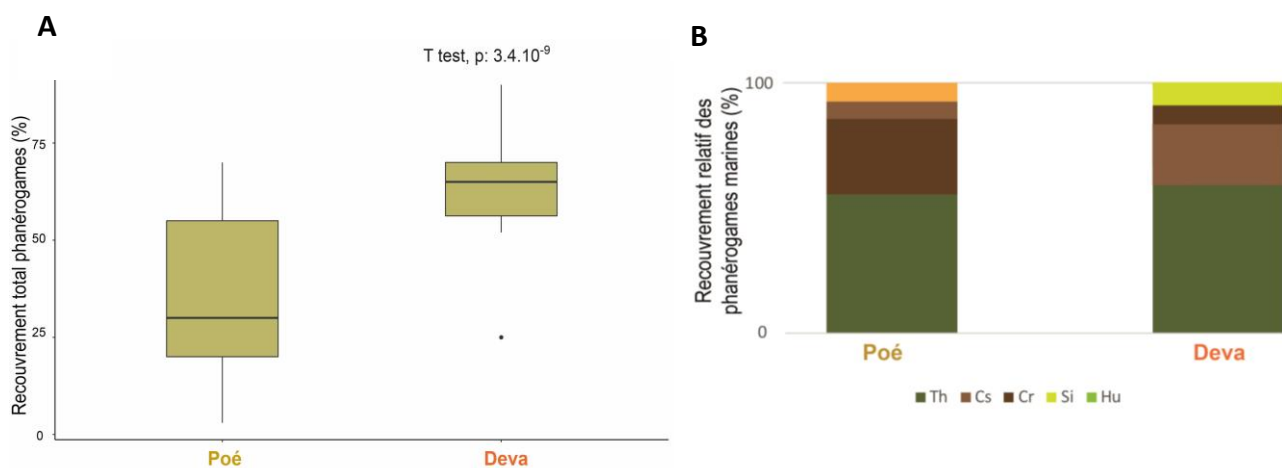 A
T test, p: 3.4.10-9
Recouvrement total phanérogames (%)
75
50
25
0
Poé
Deva
B
Recouvrement relatif des
phanérogames marines (%)
100
0
Poé
Deva
Th Cs Cr Si Hu